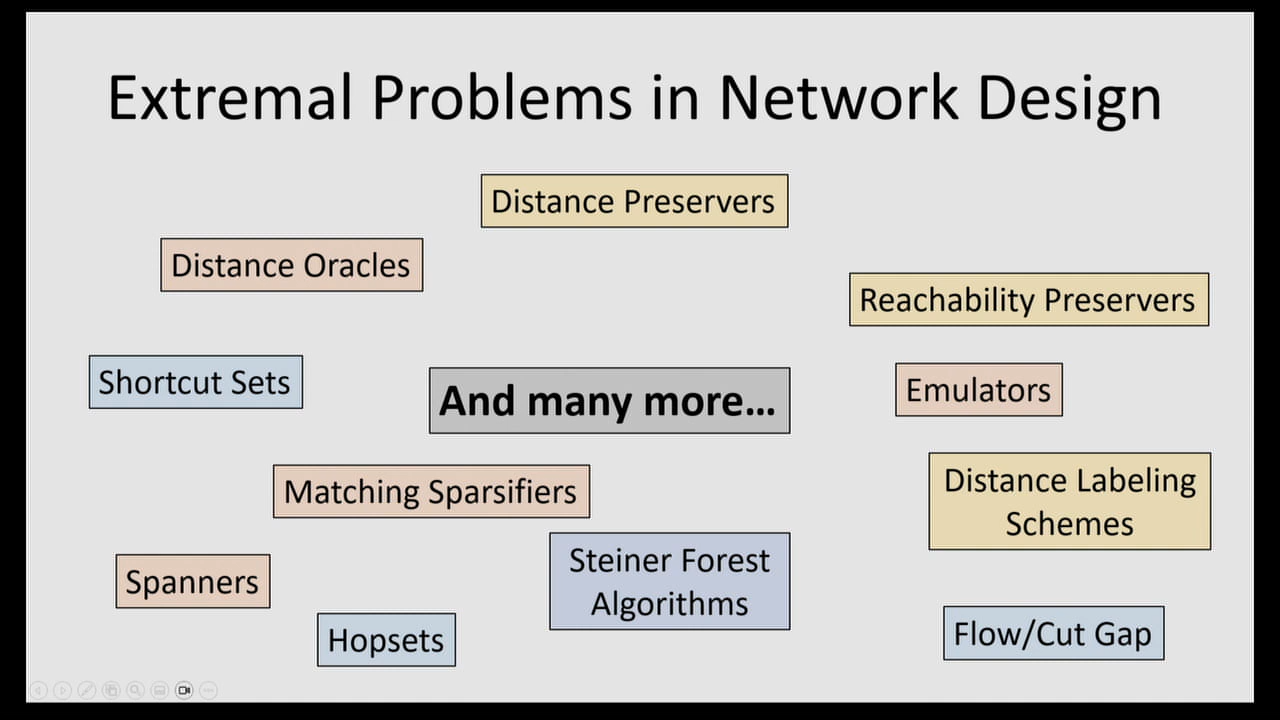 Extremal Problems in Network Design
Distance Preservers
Distance Oracles
Reachability Preservers
Shortcut Sets
And many more...
Emulators
Matching Sparsifiers
Distance Labeling
Schemes
Spanners
Steiner Forest
Algorithms
Hopsets
Flow/Cut Gap